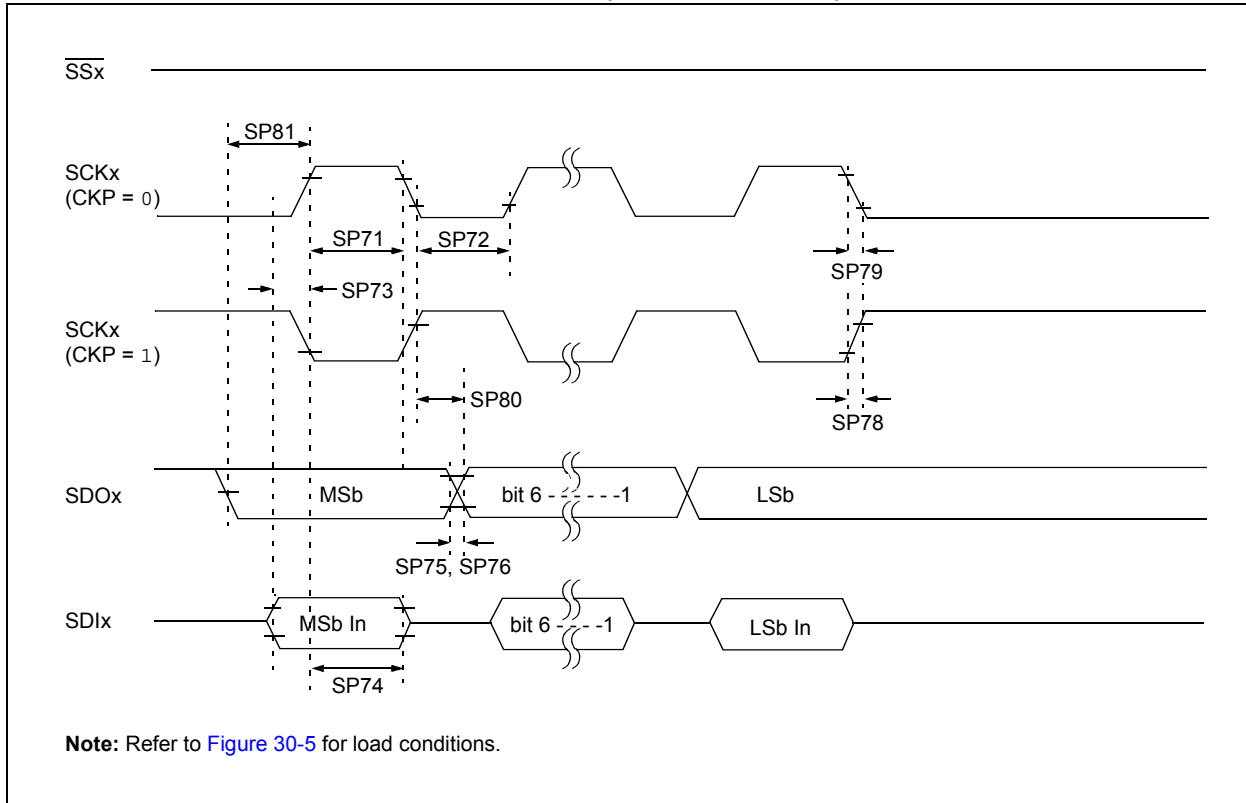 SSx
SP81
SCKx
(CKP = 0)
SP71
SP72
SP79
SP73
SCKx
(CKP = 1)
SP80
SP78
SDOx
MSb
bit 6 - - - - - -1
LSb
SP75, SP76
SDIx
MSb In
bit 6 - - - -1
LSb In
SP74
Note: Refer to Figure 30-5 for load conditions.